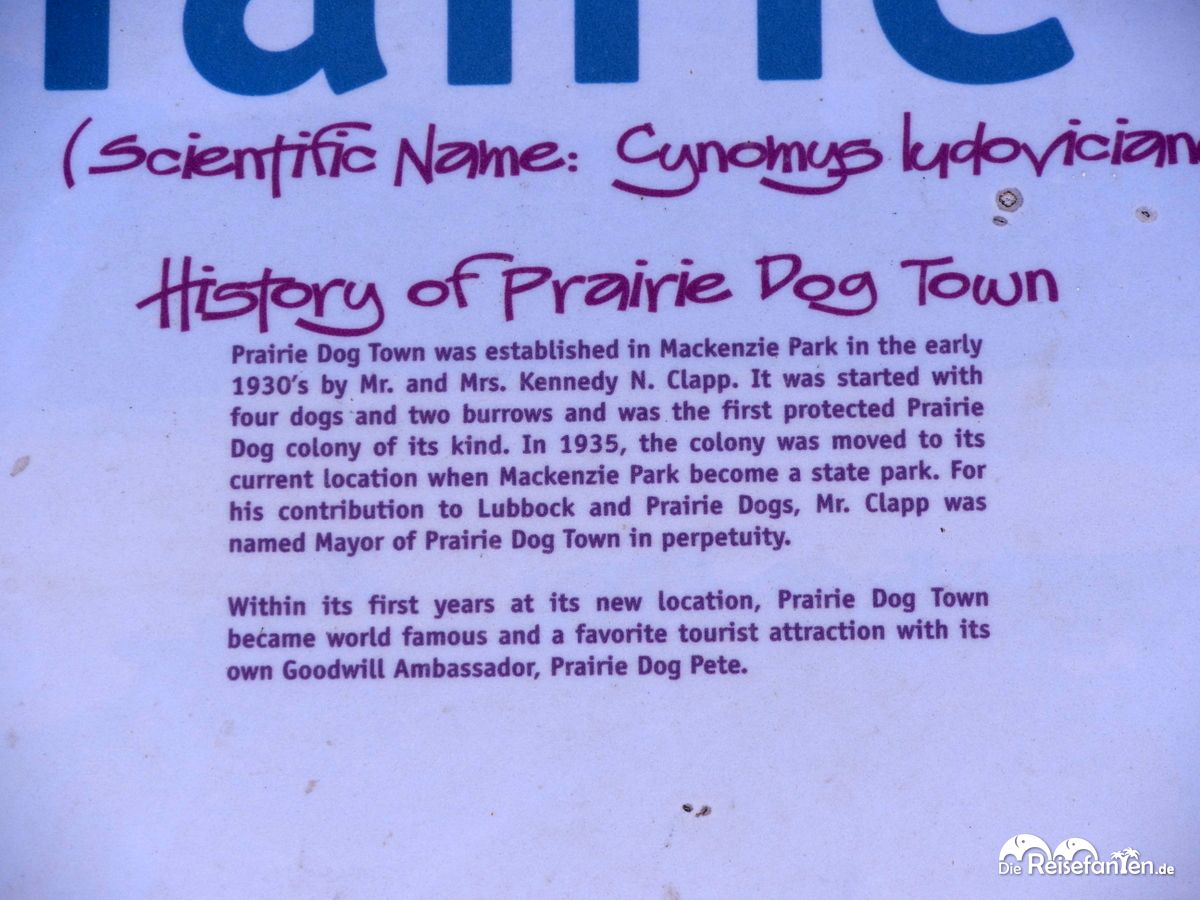 (Scientific Name: Cynomys ludovician
History of Prairie Dog Town
Prairie Dog Town was established in Mackenzie Park in the early
1930's by Mr. and Mrs. Kennedy N. Clapp. It was started with
four dogs and two burrows and was the first protected Prairie
Dog colony of its kind. In 1935, the colony was moved to its
current location when Mackenzie Park become a state park. For
his contribution to Lubbock and Prairie Dogs, Mr. Clapp was
named Mayor of Prairie Dog Town in perpetuity.
Within its first years at its new location, Prairie Dog Town
became world famous and a favorite tourist attraction with its
own Goodwill Ambassador, Prairie Dog Pete.
Die Reisefanten.de